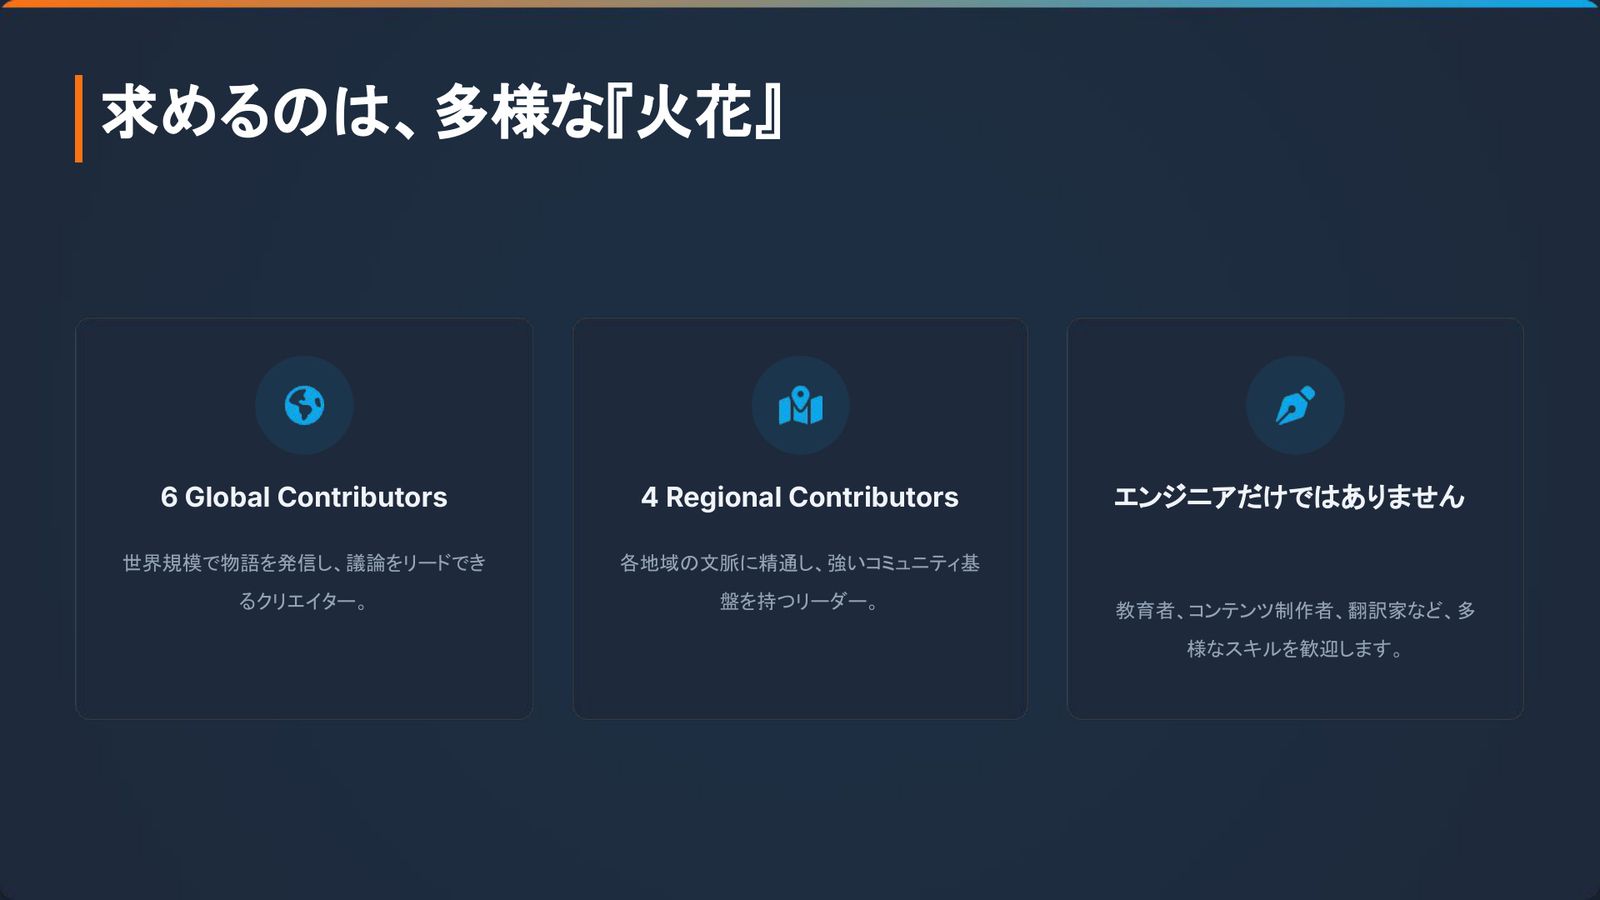 求めるのは、多様な『火花』
6 Global Contributors
世界規模で物語を発信し、議論をリードでき
るクリエイター。
4 Regional Contributors
各地域の文脈に精通し、強いコミュニティ基
盤を持つリーダー。
エンジニアだけではありません
教育者、コンテンツ制作者、翻訳家など、多
様なスキルを歓迎します。